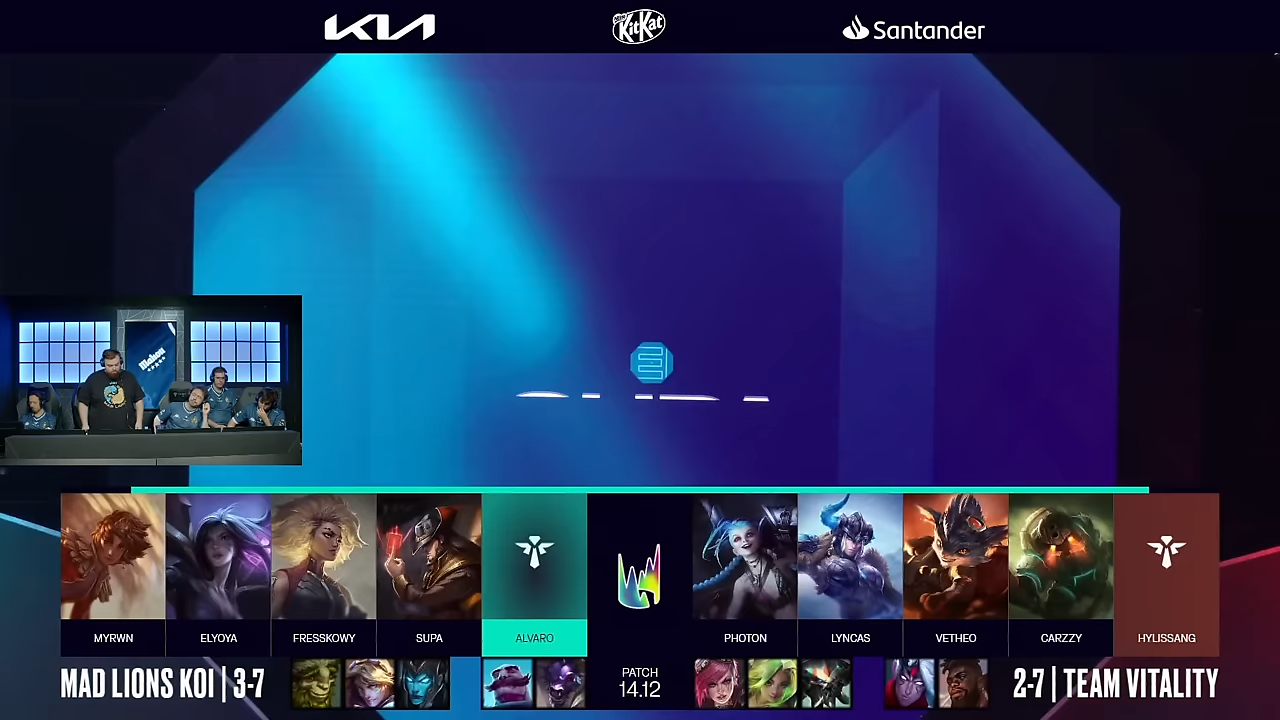 KIA
KitKat
Santander
MYRWN
ELYOYA
FRESSKOWY
SUPA
ALVARO
PHOTON
LYNCAS
VETHEO
CARZZY
HYLISSANG
MAD LIONS KOI | 3-7
PATCH
14.12
2-7 | TEAM VITALITY